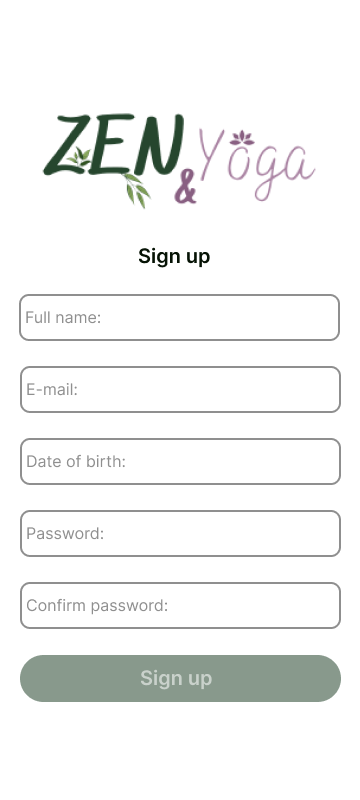 ZEN & Yoga
Sign up
Full name:
E-mail:
Date of birth:
Password:
Confirm password:
Sign up